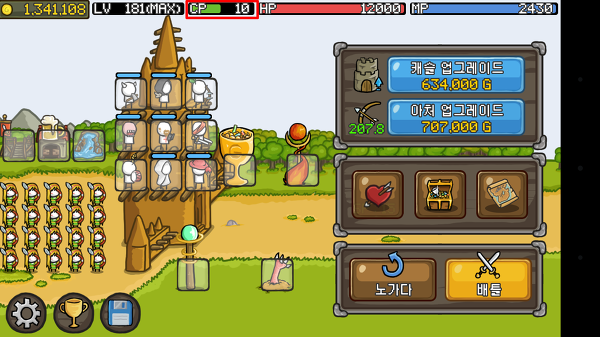 1,341,108 LV 181(MAX) CP 10 HP 12000 MP 2430
캐슬 업그레이드
634,000 G
아처 업그레이드
207.8 707,000 G
노가다 배틀